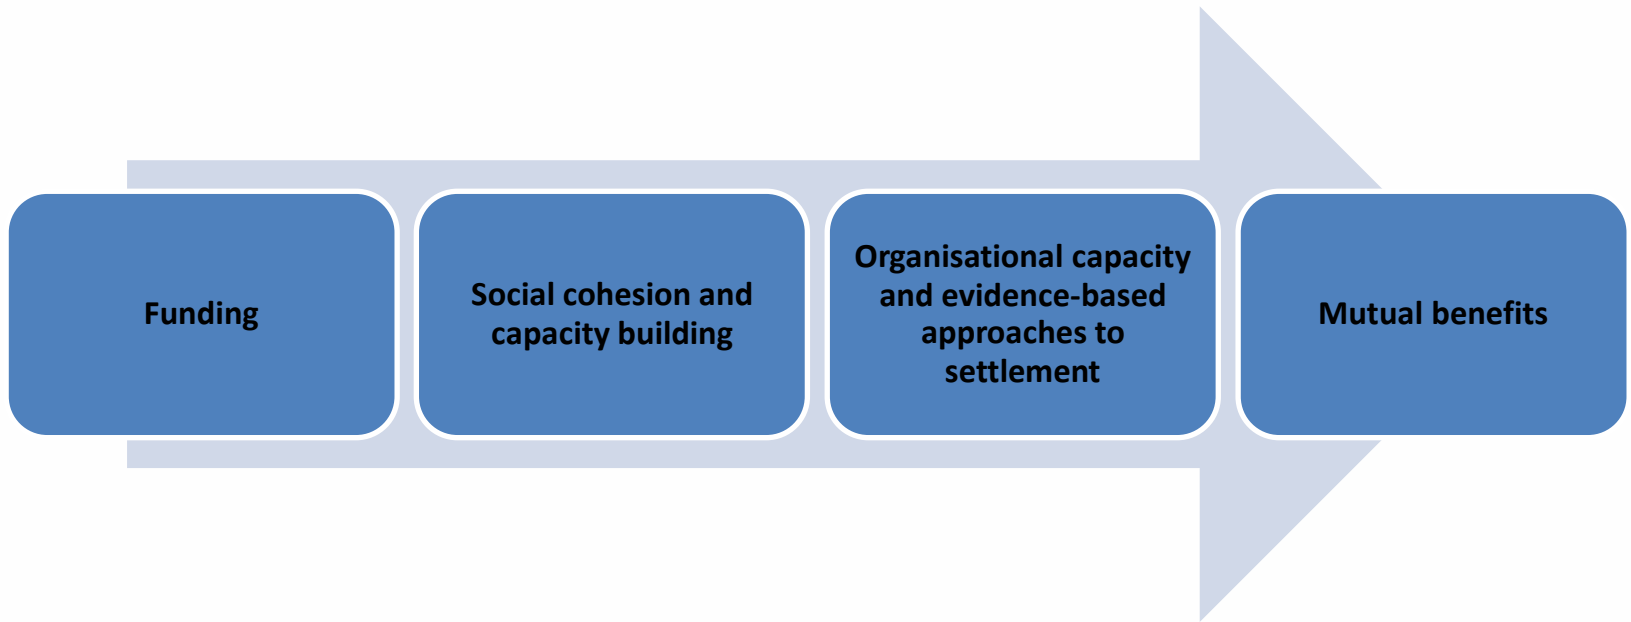 Funding
Social cohesion and
capacity building
Organisational capacity
and evidence-based
approaches to
settlement
Mutual benefits